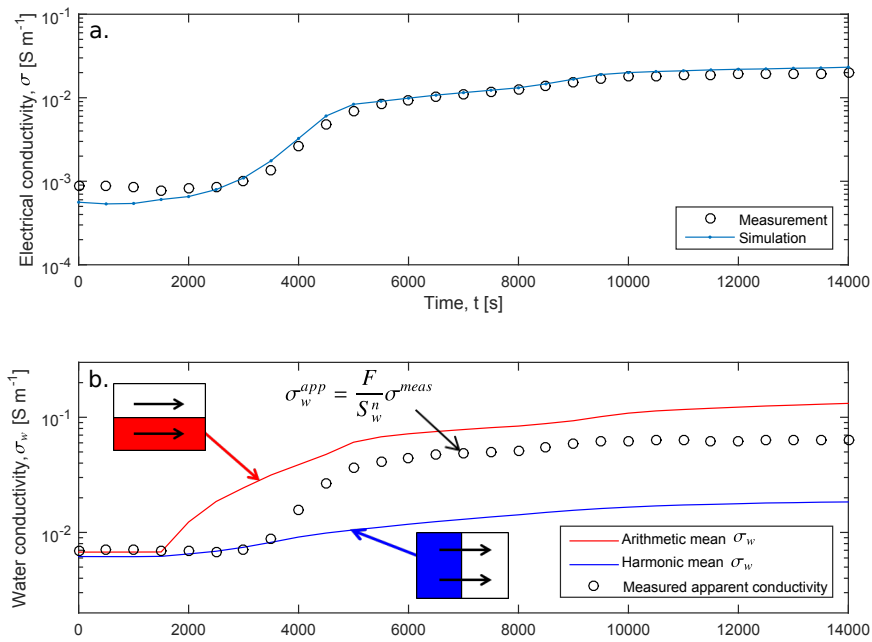 a.
Electrical conductivity, σ [S m⁻¹]
10⁻¹
10⁻²
10⁻³
10⁻⁴
Measurement
Simulation
0 2000 4000 6000 8000 10000 12000 14000
Time, t [s]
b.
Water conductivity, σ_w [S m⁻¹]
10⁻¹
10⁻²
σ_w^{app} = \frac{F}{S_w^n} σ^{meas}
Arithmetic mean σ_w
Harmonic mean σ_w
Measured apparent conductivity
0 2000 4000 6000 8000 10000 12000 14000